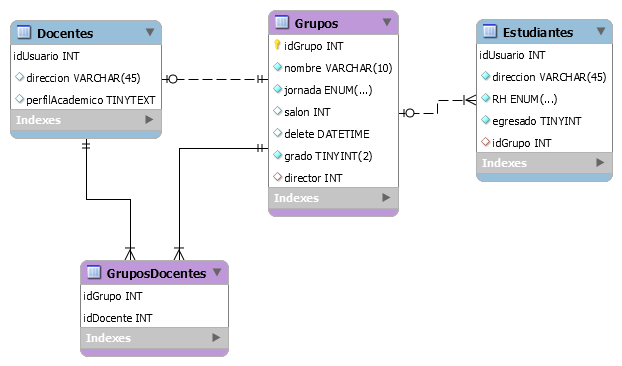 Docentes
idUsuario INT
direccion VARCHAR(45)
perfilAcademico TINYTEXT
Indexes
Grupos
idGrupo INT
nombre VARCHAR(10)
jornada ENUM(...)
salon INT
delete DATETIME
grado TINYINT(2)
director INT
Indexes
Estudiantes
idUsuario INT
direccion VARCHAR(45)
RH ENUM(...)
egresado TINYINT
idGrupo INT
Indexes
GruposDocentes
idGrupo INT
idDocente INT
Indexes